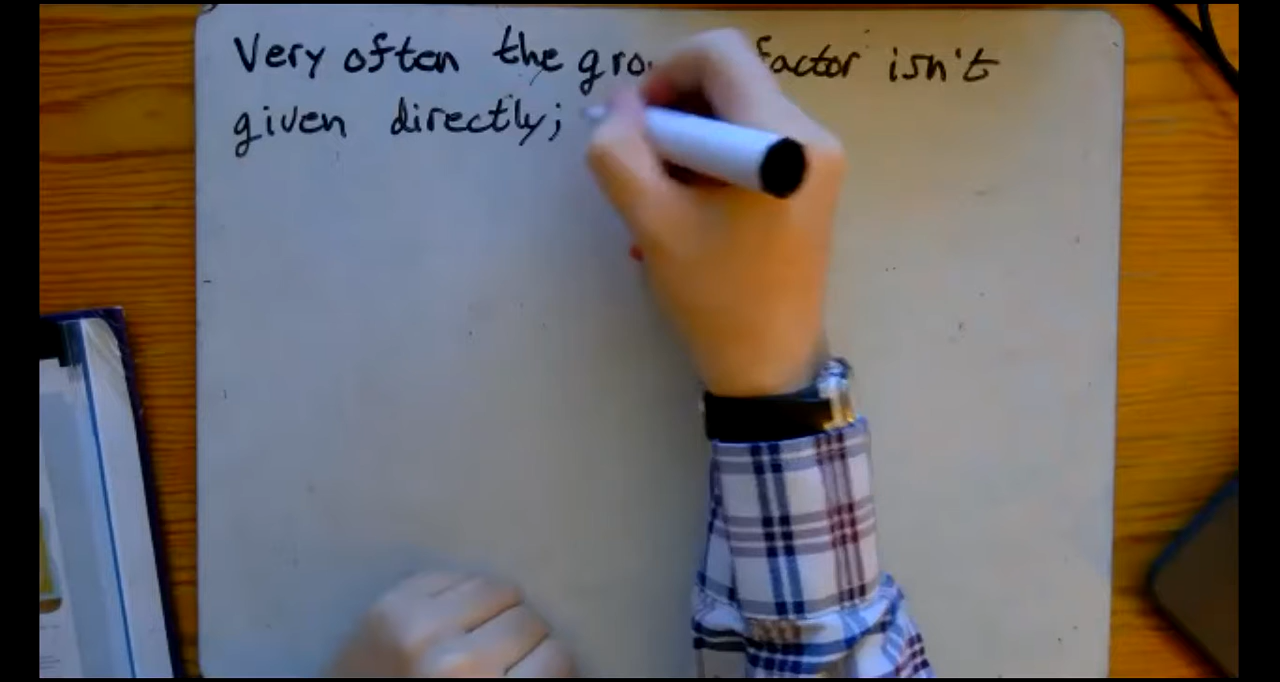 Very often the factor isn't
given directly;